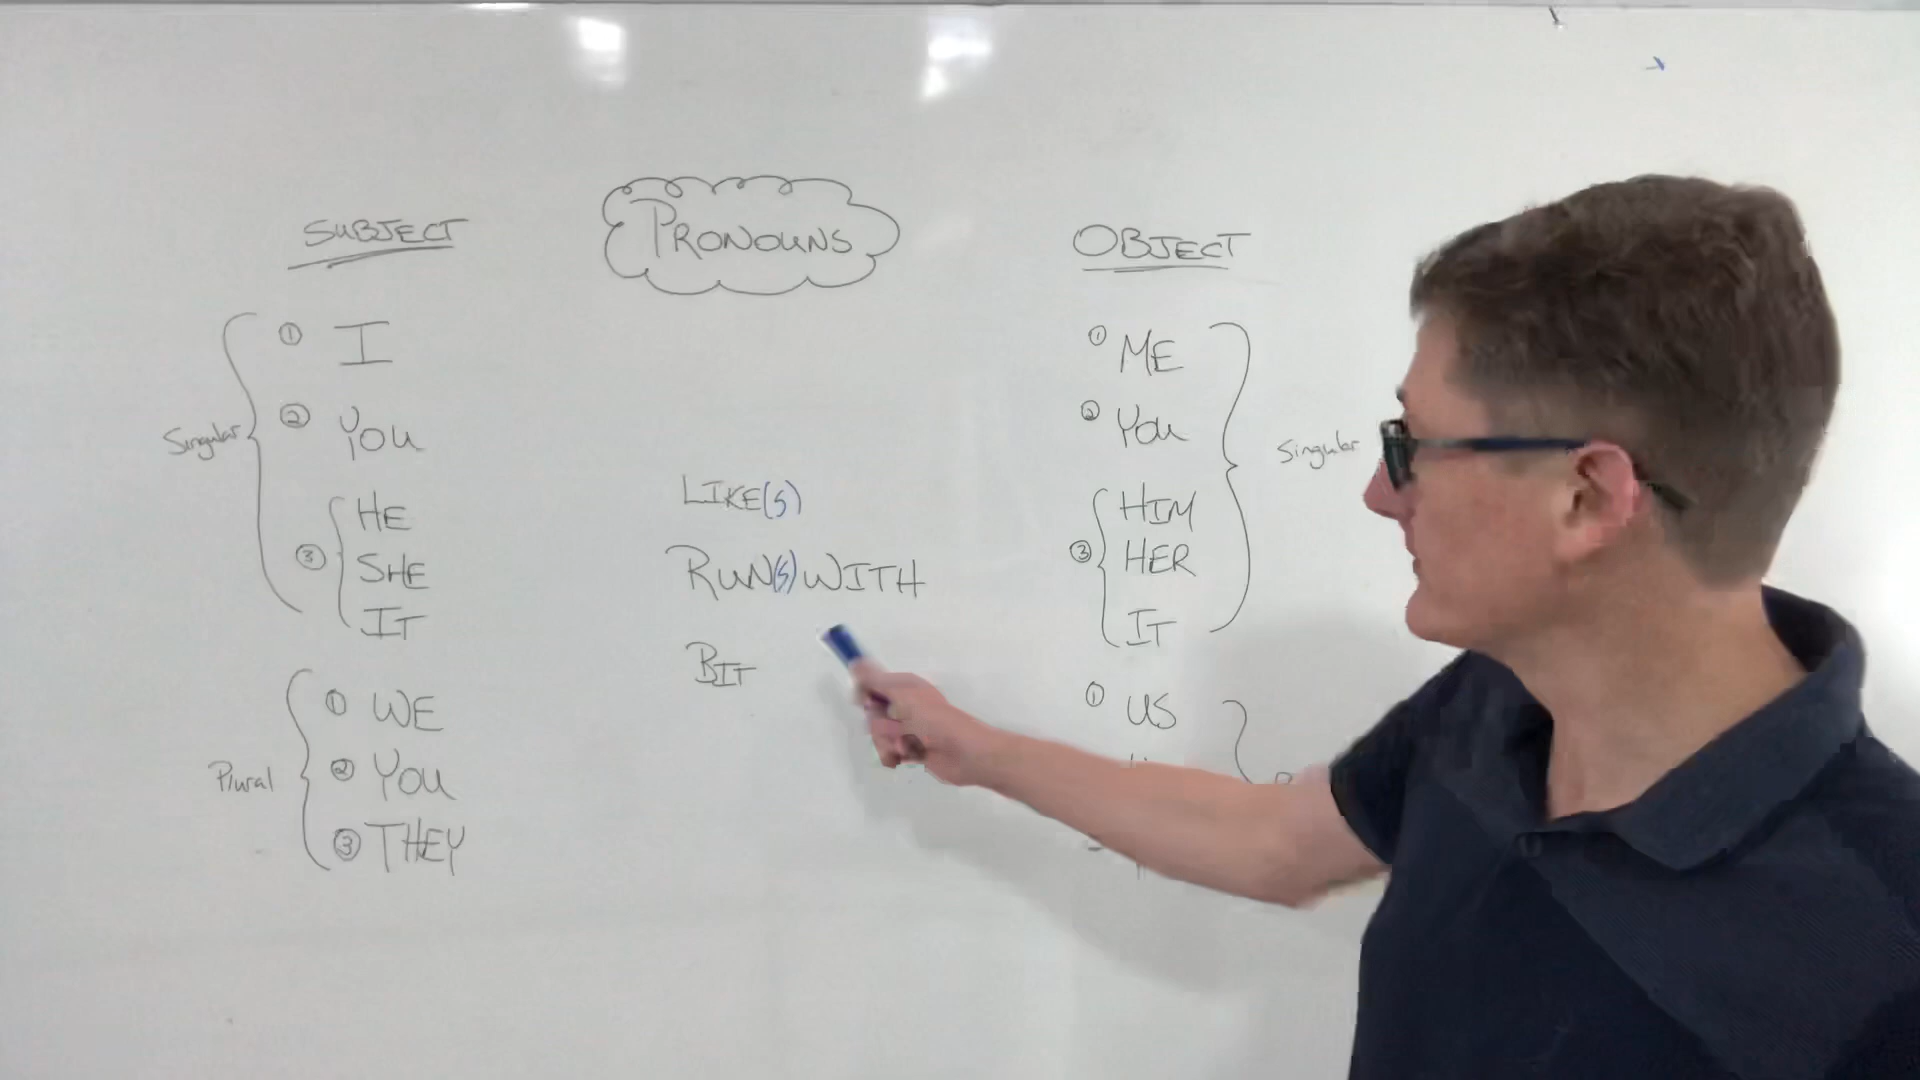 SUBJECT
Singular
① I
② You
③ HE
SHE
IT
Plural
① WE
② You
③ THEY
PRONOUNS
LIKE(S)
RUN(S) WITH
BIT
OBJECT
① ME
② You
③ HIM
HER
IT
Singular
① US